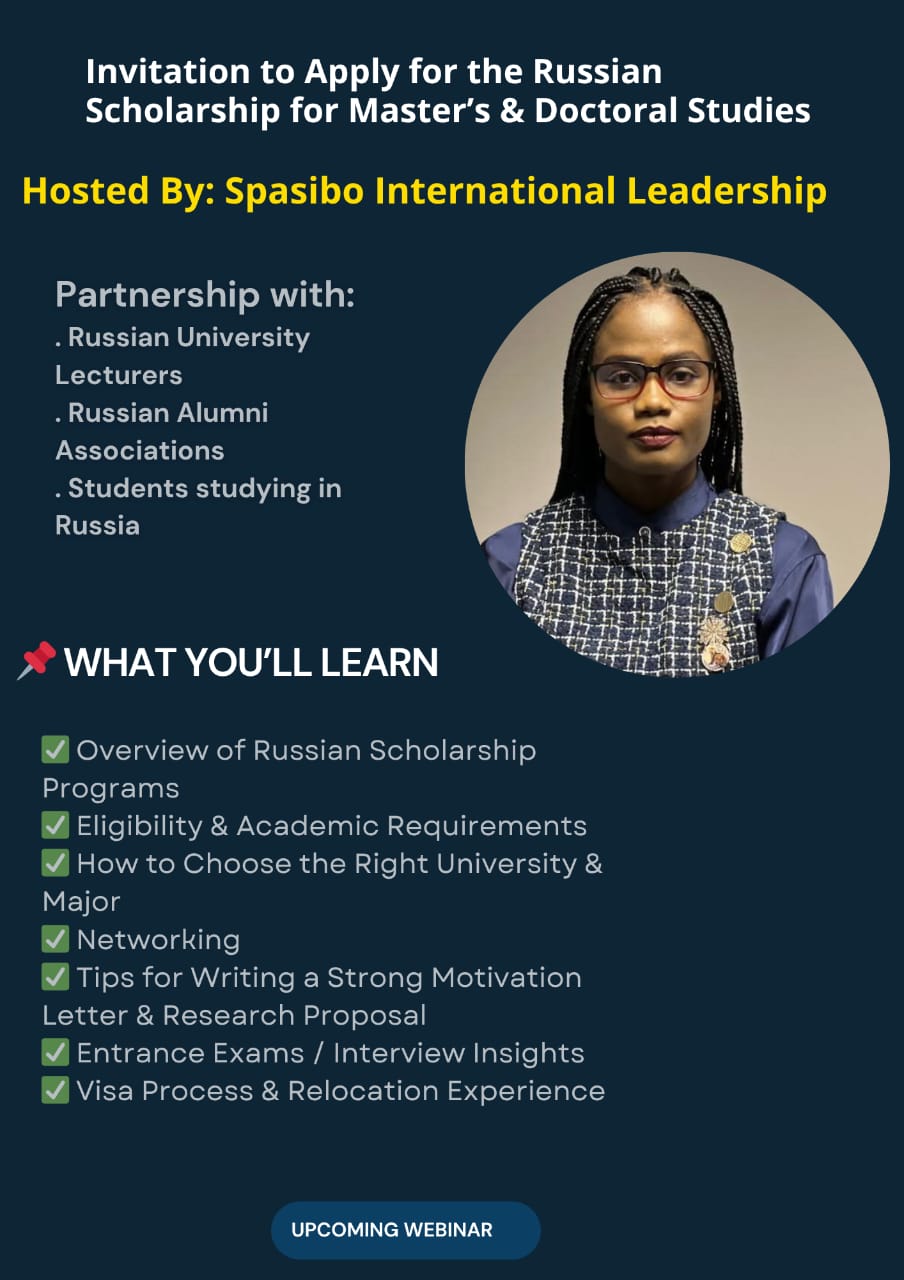 Invitation to Apply for the Russian
Scholarship for Master’s & Doctoral Studies
Hosted By: Spasibo International Leadership
Partnership with:
. Russian University
Lecturers
. Russian Alumni
Associations
. Students studying in
Russia
📌 WHAT YOU’LL LEARN
✅ Overview of Russian Scholarship
Programs
✅ Eligibility & Academic Requirements
✅ How to Choose the Right University &
Major
✅ Networking
✅ Tips for Writing a Strong Motivation
Letter & Research Proposal
✅ Entrance Exams / Interview Insights
✅ Visa Process & Relocation Experience
UPCOMING WEBINAR